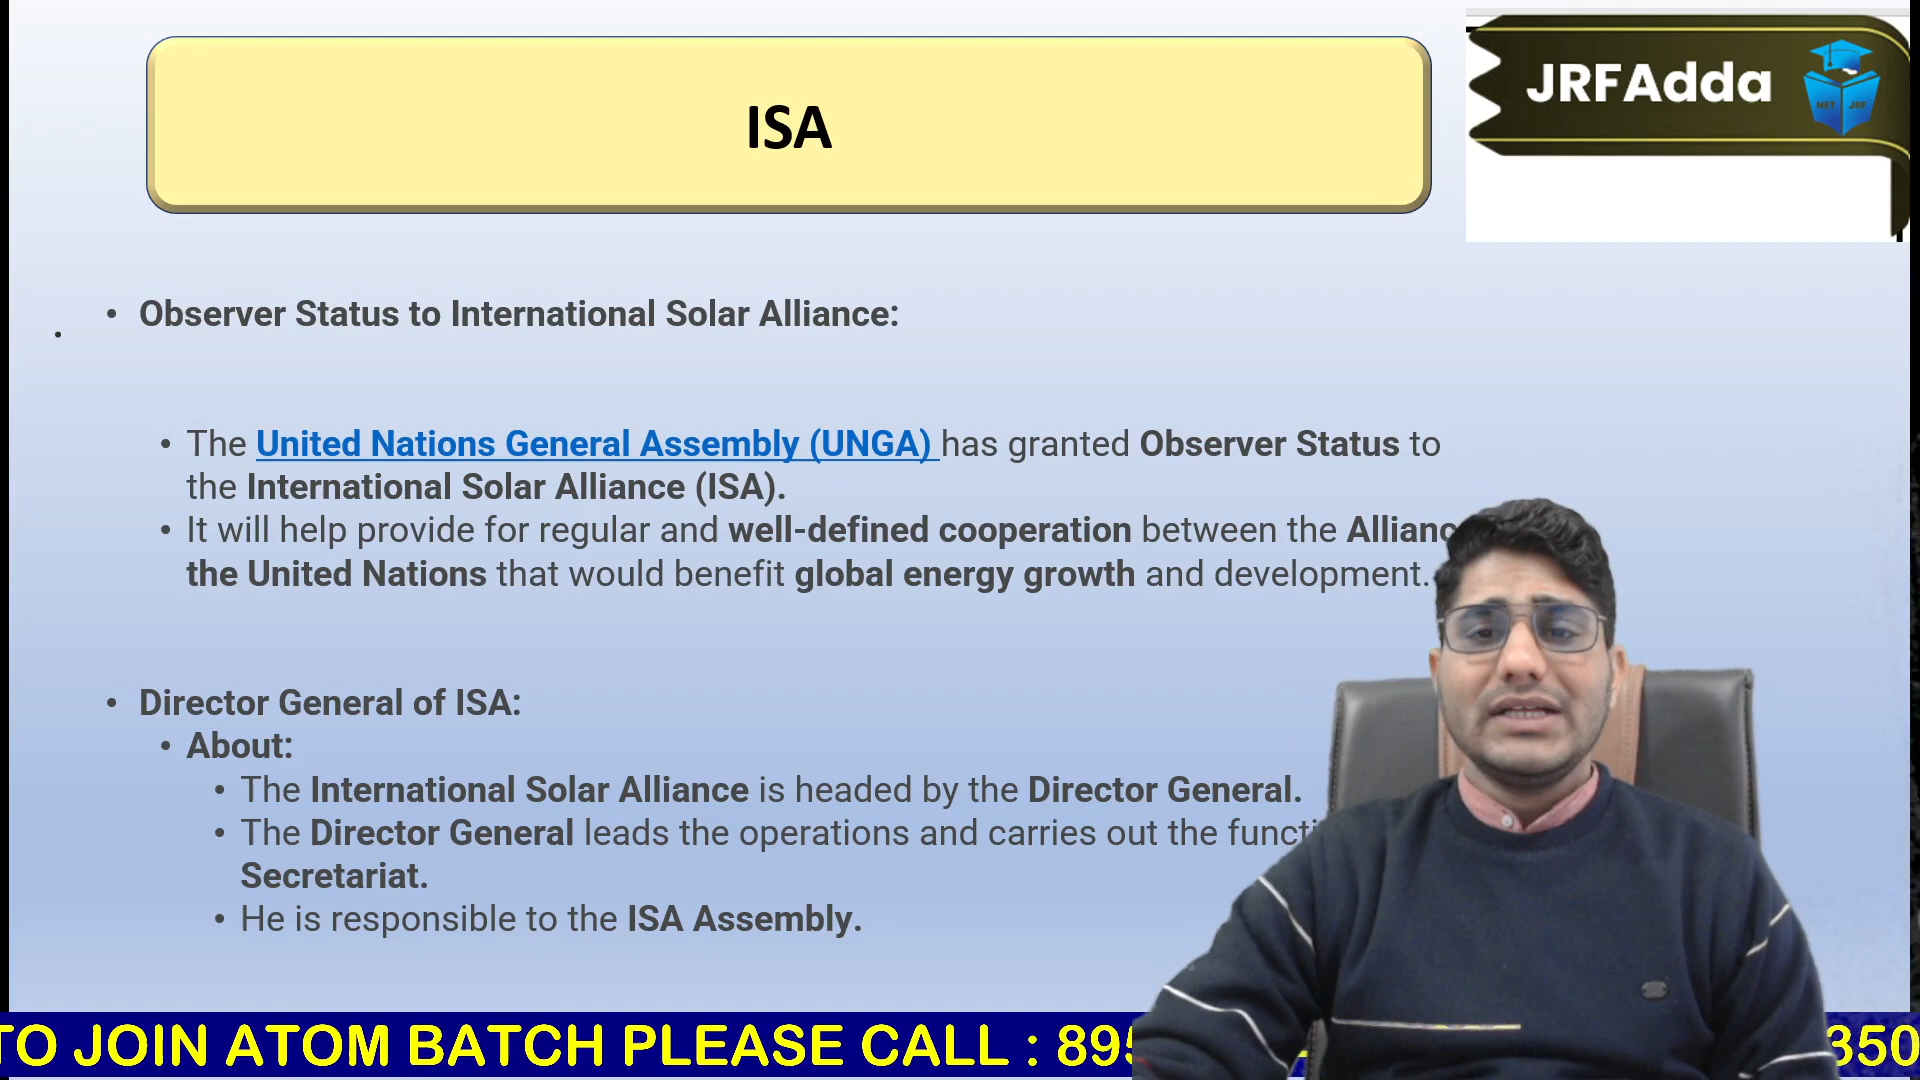 ISA
JRFAdda
NET JRF
Observer Status to International Solar Alliance:
The United Nations General Assembly (UNGA) has granted Observer Status to
the International Solar Alliance (ISA).
It will help provide for regular and well-defined cooperation between the
the United Nations that would benefit global energy growth and development.
Director General of ISA:
About:
The International Solar Alliance is headed by the Director General.
The Director General leads the operations and carries out the
Secretariat.
He is responsible to the ISA Assembly.
TO JOIN ATOM BATCH PLEASE CALL :